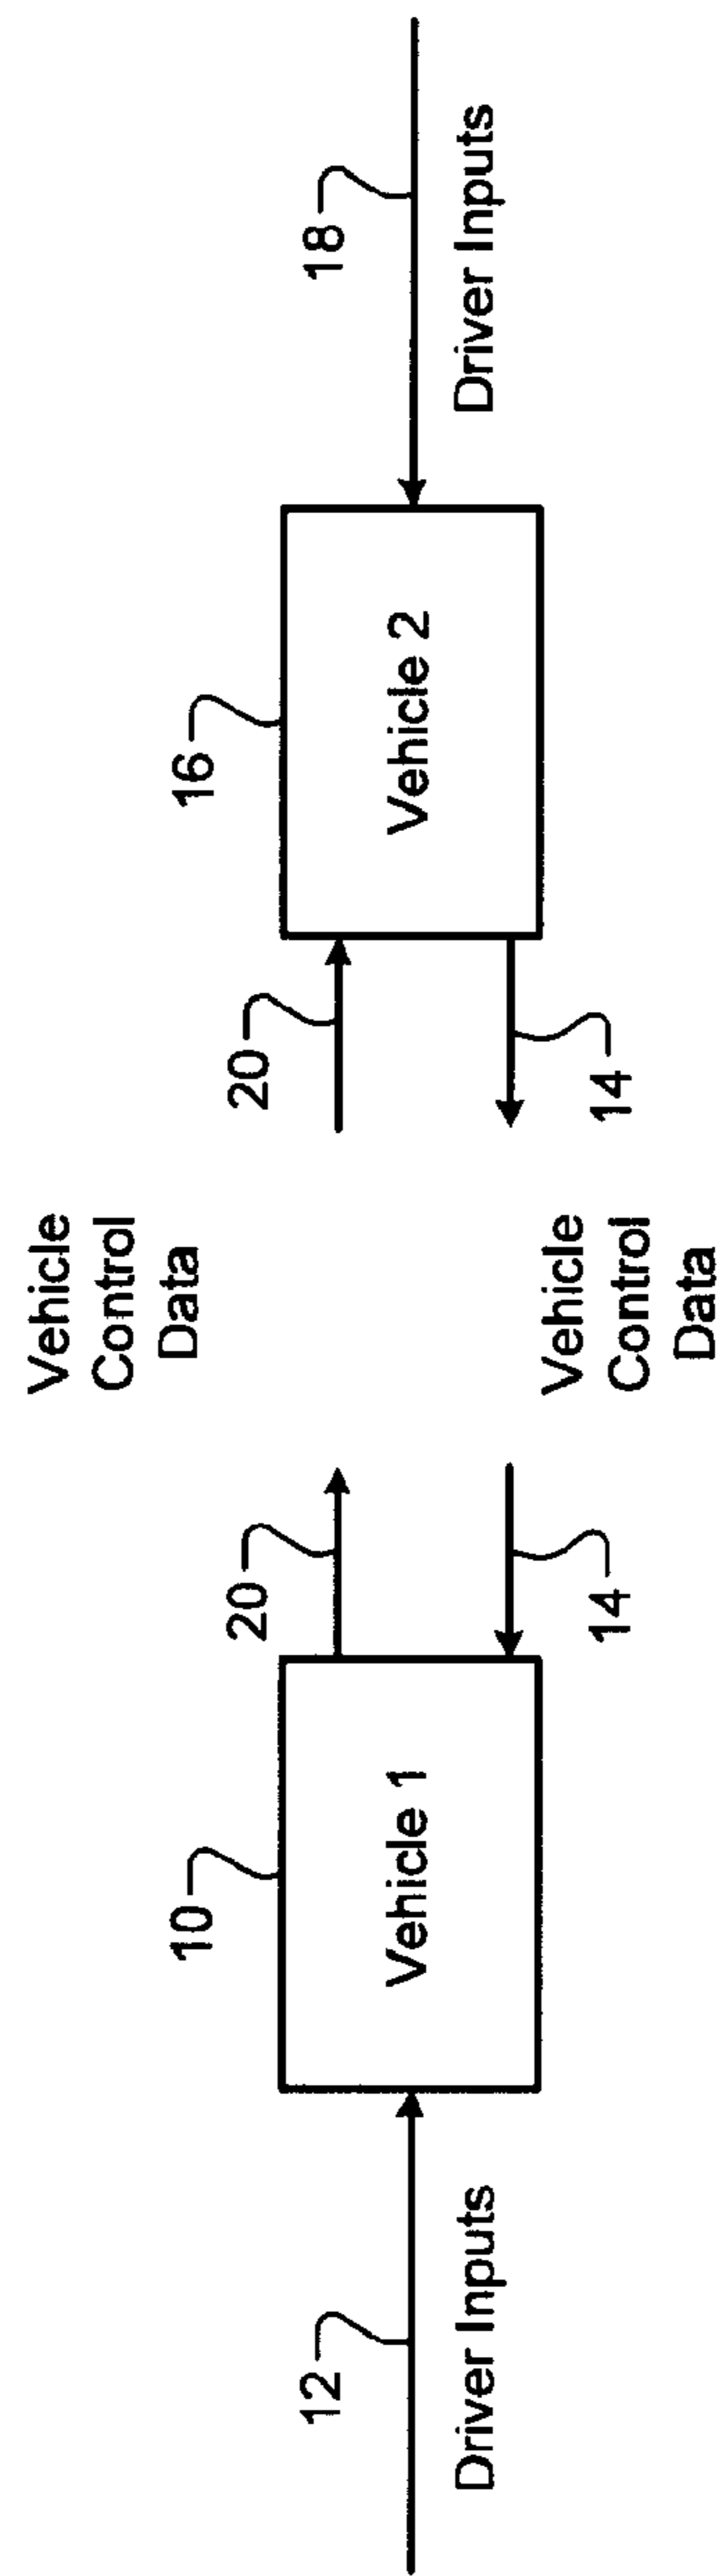 Vehicle
Control
Data
10
20
20
16
18
12
Vehicle 1
Vehicle 2
Driver Inputs
14
14
Driver Inputs
Vehicle
Control
Data